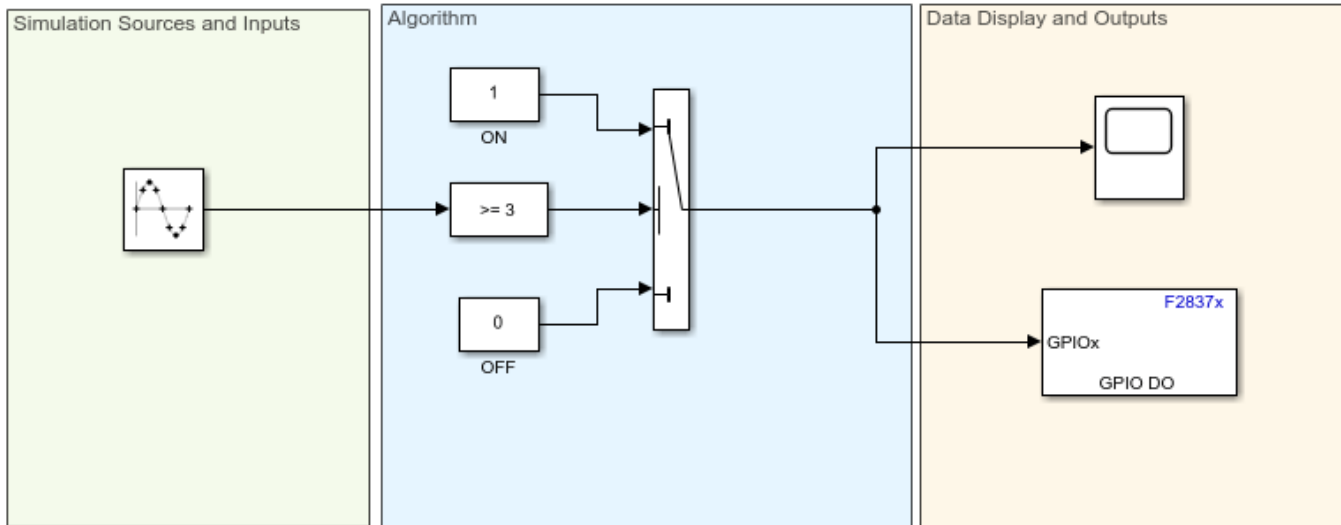 Simulation Sources and Inputs
Algorithm
Data Display and Outputs
1
ON
>= 3
0
OFF
F2837x
GPIOx
GPIO DO